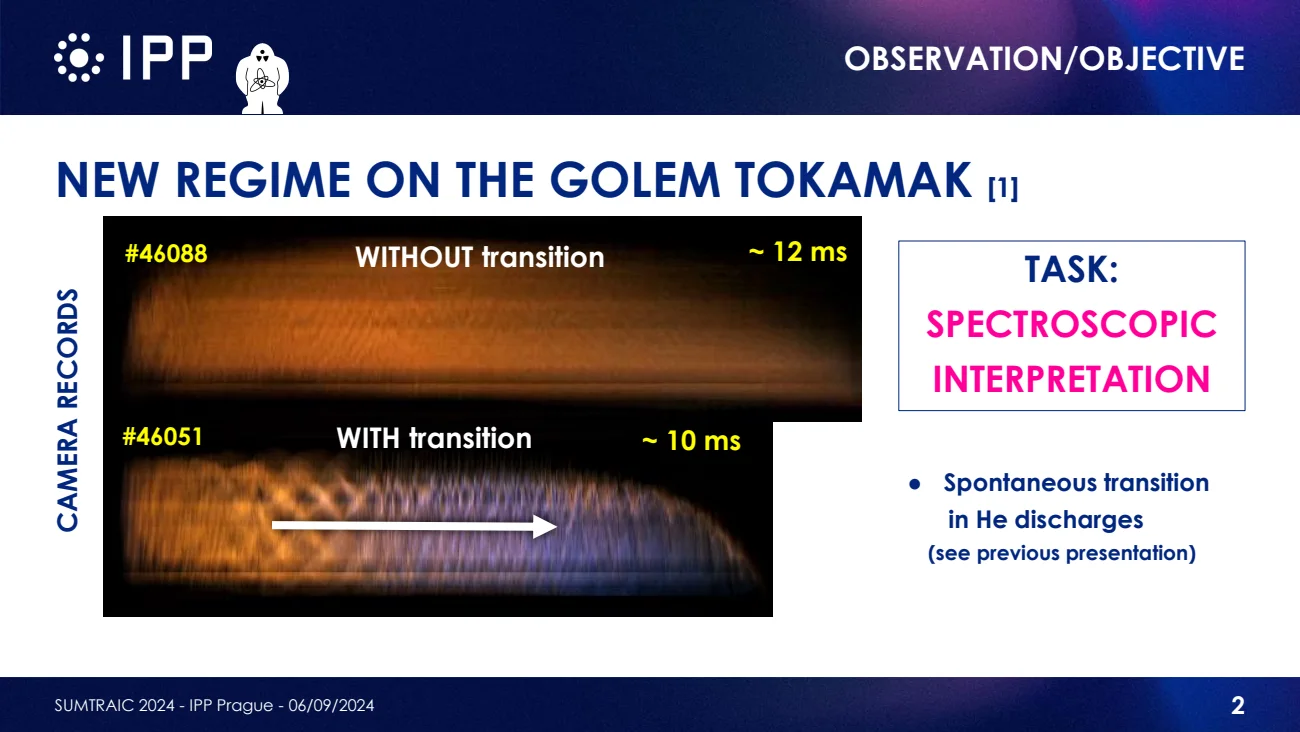 IPP
OBSERVATION/OBJECTIVE
NEW REGIME ON THE GOLEM TOKAMAK [1]
CAMERA RECORDS
#46088
WITHOUT transition
~ 12 ms
#46051
WITH transition
~ 10 ms
TASK:
SPECTROSCOPIC
INTERPRETATION
● Spontaneous transition
in He discharges
(see previous presentation)
SUMTRAIC 2024 - IPP Prague - 06/09/2024
2